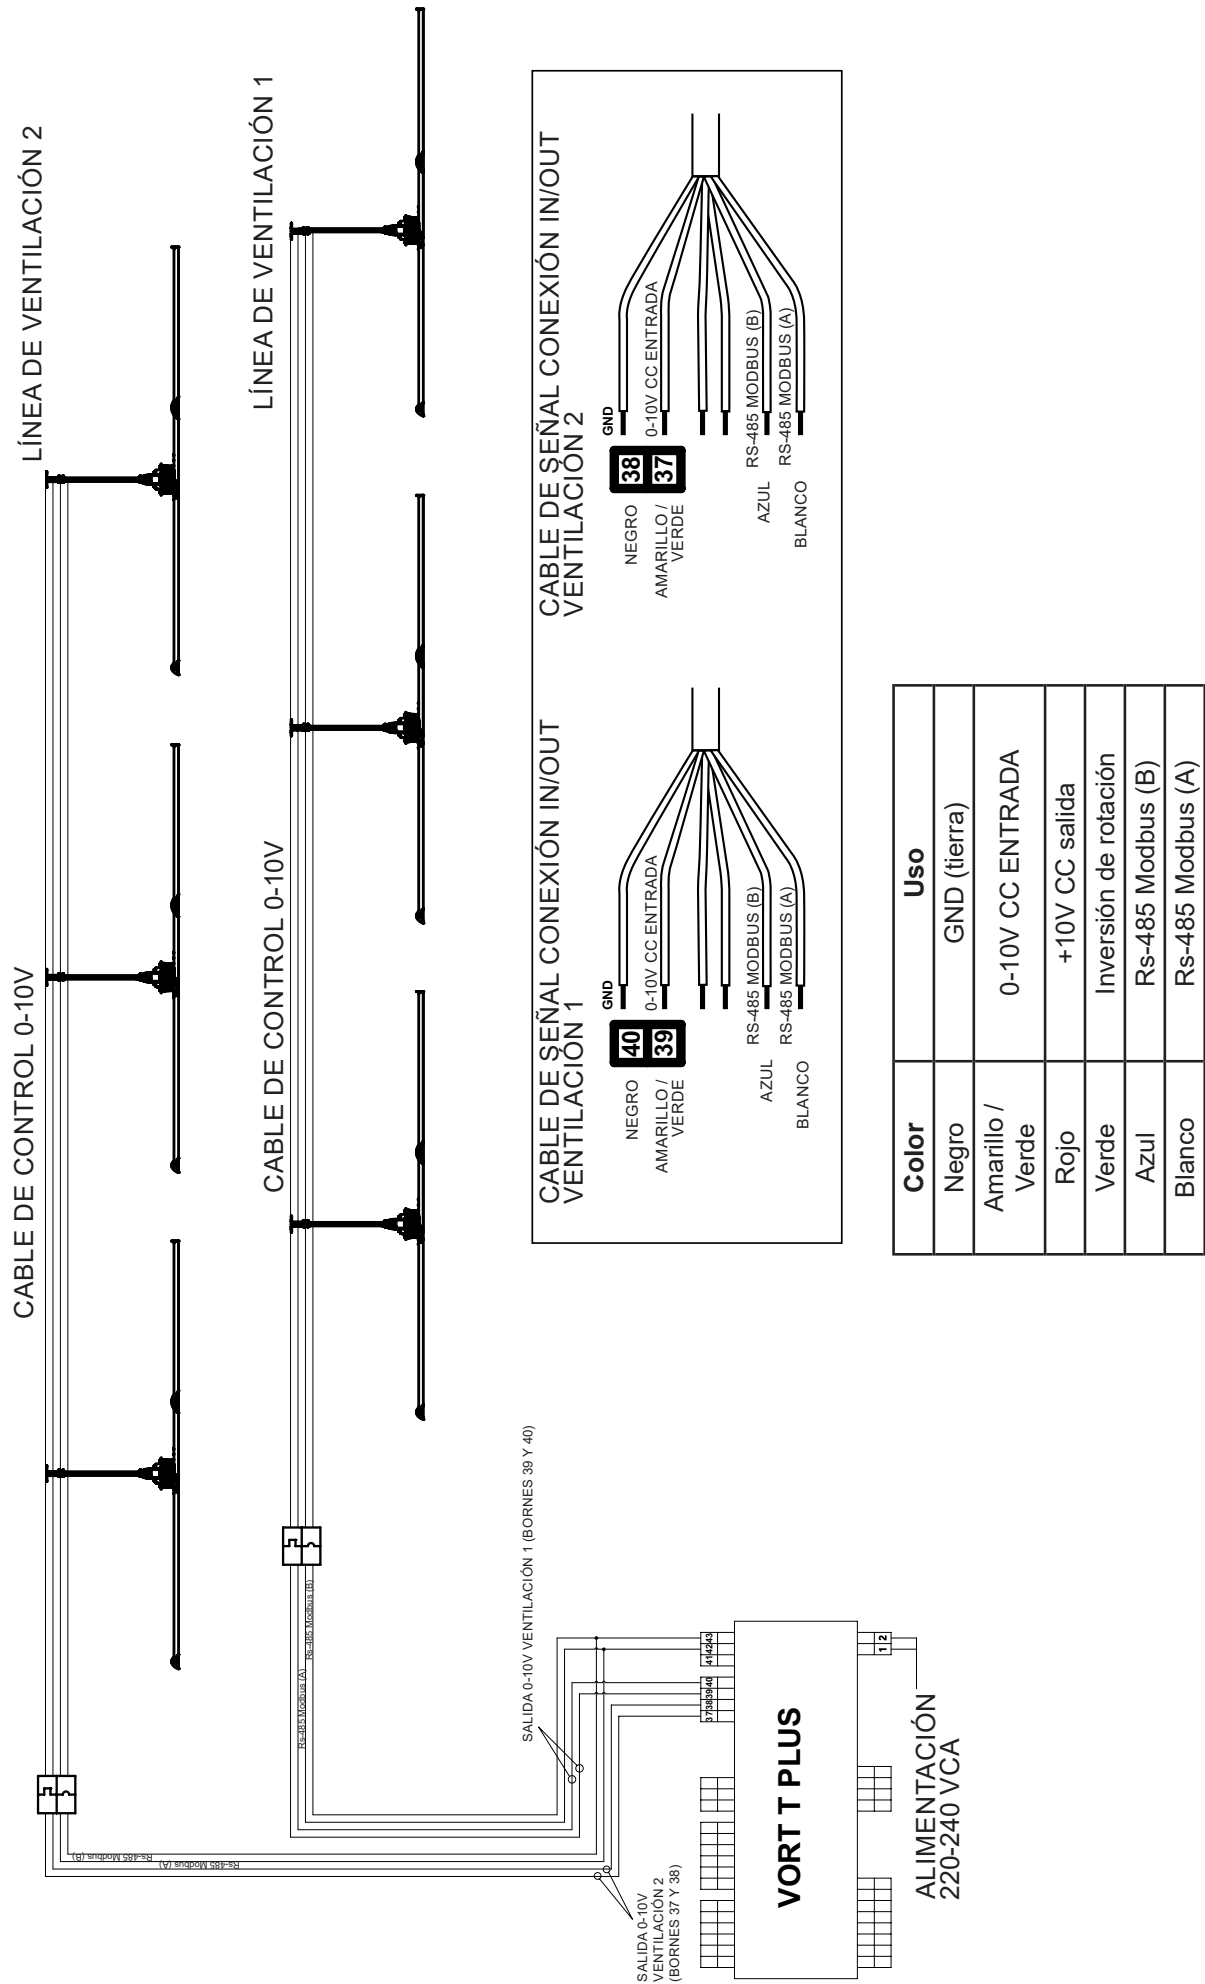 LÍNEA DE VENTILACIÓN 2
CABLE DE CONTROL 0-10V
LÍNEA DE VENTILACIÓN 1
CABLE DE CONTROL 0-10V
Rs-485 Modbus (B)
Rs-485 Modbus (A)
Rs-485 Modbus (A)
Rs-485 Modbus (B)
SALIDA 0-10V VENTILACIÓN 1 (BORNES 39 Y 40)
SALIDA 0-10V
VENTILACIÓN 2
(BORNES 37 Y 38)
37 38 39 40
41 42 43
VORT T PLUS
1 2
ALIMENTACIÓN
220-240 VCA
CABLE DE SEÑAL CONEXIÓN IN/OUT
VENTILACIÓN 1
NEGRO
40
GND
AMARILLO /
VERDE
39
0-10V CC ENTRADA
AZUL
RS-485 MODBUS (B)
BLANCO
RS-485 MODBUS (A)
CABLE DE SEÑAL CONEXIÓN IN/OUT
VENTILACIÓN 2
NEGRO
38
GND
AMARILLO /
VERDE
37
0-10V CC ENTRADA
AZUL
RS-485 MODBUS (B)
BLANCO
RS-485 MODBUS (A)
Color Uso
Negro GND (tierra)
Amarillo /
Verde 0-10V CC ENTRADA
Rojo +10V CC salida
Verde Inversión de rotación
Azul Rs-485 Modbus (B)
Blanco Rs-485 Modbus (A)